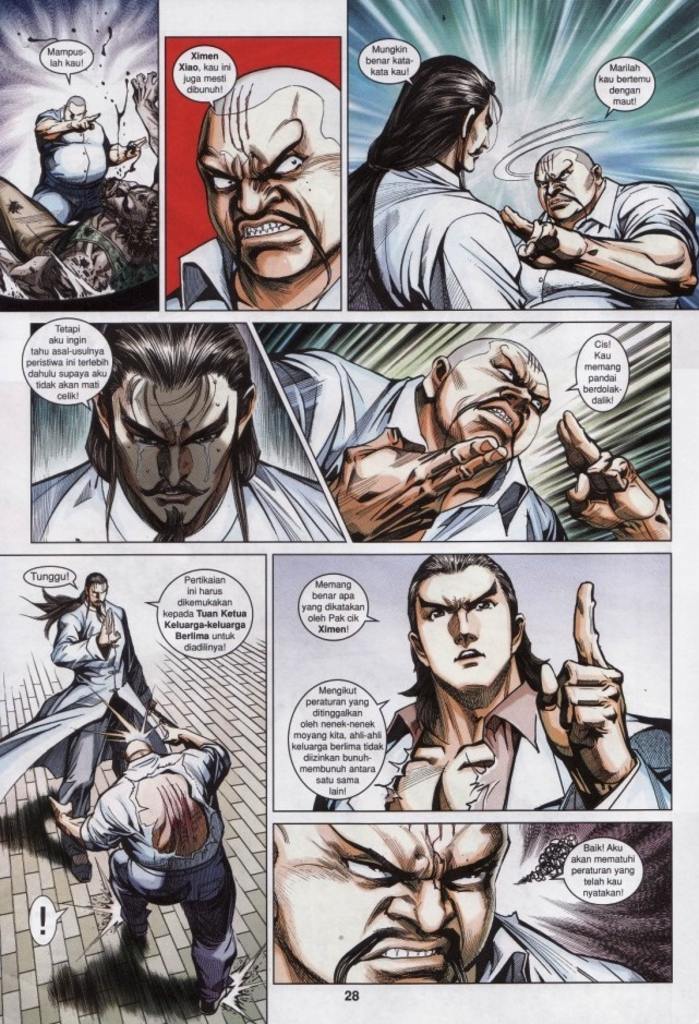 Mampus-
lah kau!
Ximen
Xiao, kau ini
juga mesti
dibunuh!
Mungkin
benar kata-
kata kau!
Marilah
kau bertemu
dengan
maut!
Tetapi
aku ingin
tahu asal-usulnya
peristiwa ini terlebih
dahulu supaya aku
tidak akan mati
celik!
Cis!
Kau
memang
pandai
berdolak-
dalik!
Tunggu!
Pertikaian
ini harus
dikemukakan
kepada Tuan Ketua
Keluarga-keluarga
Berlima untuk
diadilinya!
!
Memang
benar apa
yang dikatakan
oleh Pak cik
Ximen!
Mengikut
peraturan yang
ditinggalkan
oleh nenek-nenek
moyang kita, ahli-ahli
keluarga berlima tidak
diizinkan bunuh-
membunuh antara
satu sama
lain!
Baik! Aku
akan mematuhi
peraturan yang
telah kau
nyatakan!
28